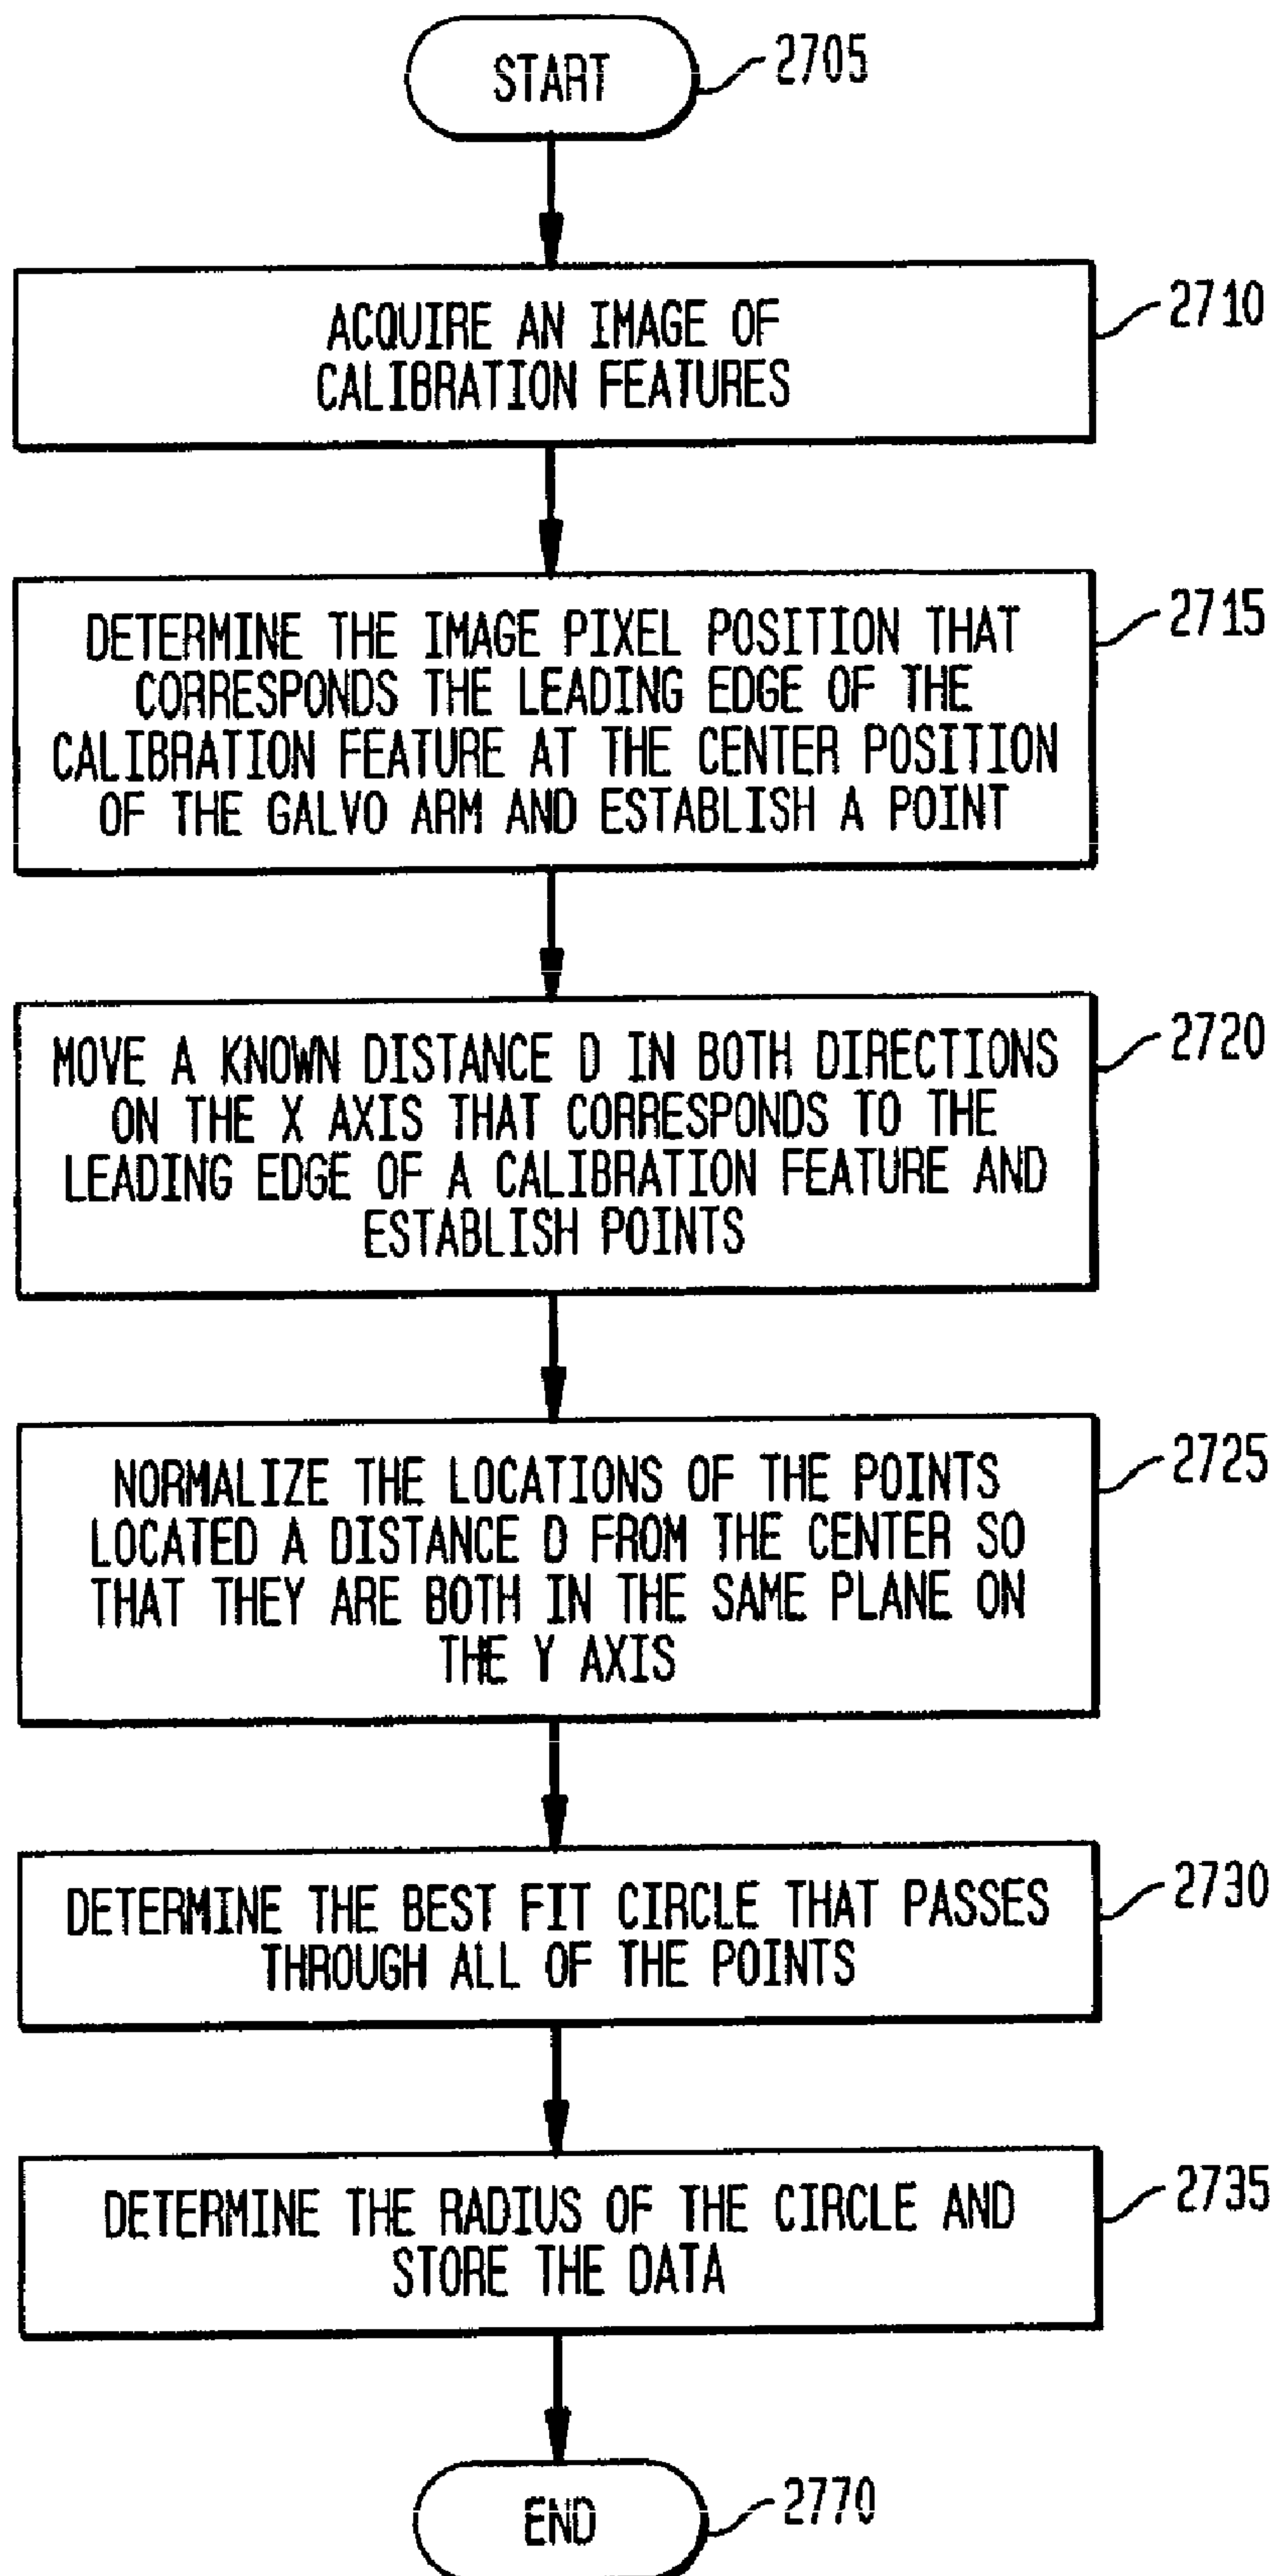 START
2705
ACQUIRE AN IMAGE OF
CALIBRATION FEATURES
2710
DETERMINE THE IMAGE PIXEL POSITION THAT
CORRESPONDS THE LEADING EDGE OF THE
CALIBRATION FEATURE AT THE CENTER POSITION
OF THE GALVO ARM AND ESTABLISH A POINT
2715
MOVE A KNOWN DISTANCE D IN BOTH DIRECTIONS
ON THE X AXIS THAT CORRESPONDS TO THE
LEADING EDGE OF A CALIBRATION FEATURE AND
ESTABLISH POINTS
2720
NORMALIZE THE LOCATIONS OF THE POINTS
LOCATED A DISTANCE D FROM THE CENTER SO
THAT THEY ARE BOTH IN THE SAME PLANE ON
THE Y AXIS
2725
DETERMINE THE BEST FIT CIRCLE THAT PASSES
THROUGH ALL OF THE POINTS
2730
DETERMINE THE RADIUS OF THE CIRCLE AND
STORE THE DATA
2735
END
2770